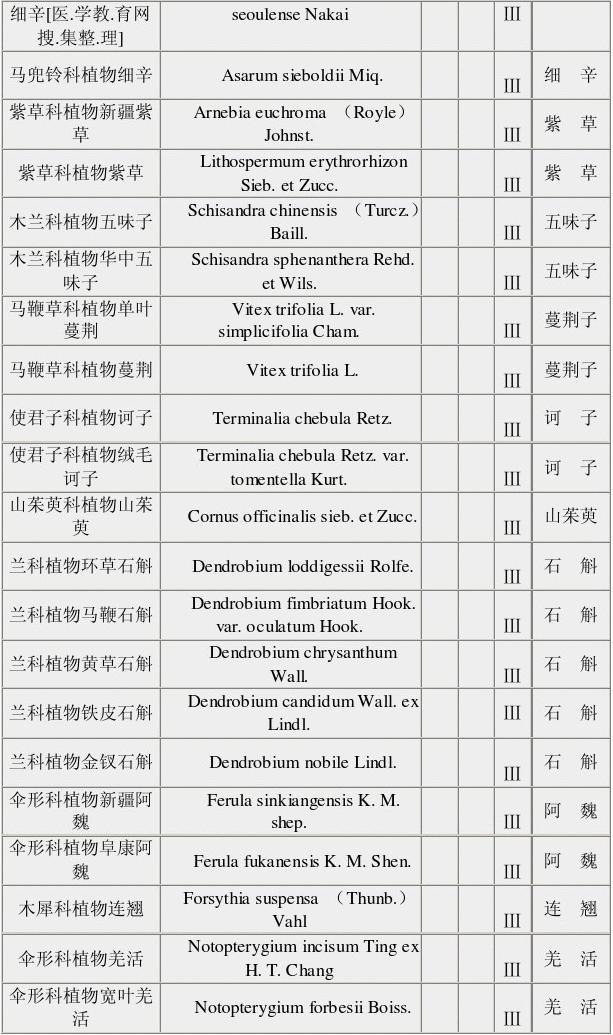 细辛[医.学教.育网 seoulense Nakai III
搜.集整.理]
马兜铃科植物细辛 Asarum sieboldii Miq. III 细 辛
紫草科植物新疆紫 Arnebia euchroma （Royle） III 紫 草
草 Johnst.
紫草科植物紫草 Lithospermum erythrorhizon III 紫 草
Sieb. et Zucc.
木兰科植物五味子 Schisandra chinensis （Turcz.） III 五味子
Baill.
木兰科植物华中五 Schisandra sphenanthera Rehd. III 五味子
味子 et Wils.
马鞭草科植物单叶 Vitex trifolia L. var. III 蔓荆子
蔓荆 simplicifolia Cham.
马鞭草科植物蔓荆 Vitex trifolia L. III 蔓荆子
使君子科植物诃子 Terminalia chebula Retz. III 诃 子
使君子科植物绒毛 Terminalia chebula Retz. var. III 诃 子
诃子 tomentella Kurt.
山茱萸科植物山茱 Cornus officinalis sieb. et Zucc. III 山茱萸
萸
兰科植物环草石斛 Dendrobium loddigessii Rolfe. III 石 斛
兰科植物马鞭石斛 Dendrobium fimbriatum Hook. III 石 斛
var. oculatum Hook.
兰科植物黄草石斛 Dendrobium chrysanthum III 石 斛
Wall.
兰科植物铁皮石斛 Dendrobium candidum Wall. ex III 石 斛
Lindl.
兰科植物金钗石斛 Dendrobium nobile Lindl. III 石 斛
伞形科植物新疆阿 Ferula sinkiangensis K. M. III 阿 魏
魏 shep.
伞形科植物阜康阿 Ferula fukanensis K. M. Shen. III 阿 魏
魏
木犀科植物连翘 Forsythia suspensa （Thunb.） III 连 翘
Vahl
伞形科植物羌活 Notopterygium incisum Ting ex III 羌 活
H. T. Chang
伞形科植物宽叶羌 Notopterygium forbesii Boiss. III 羌 活
活